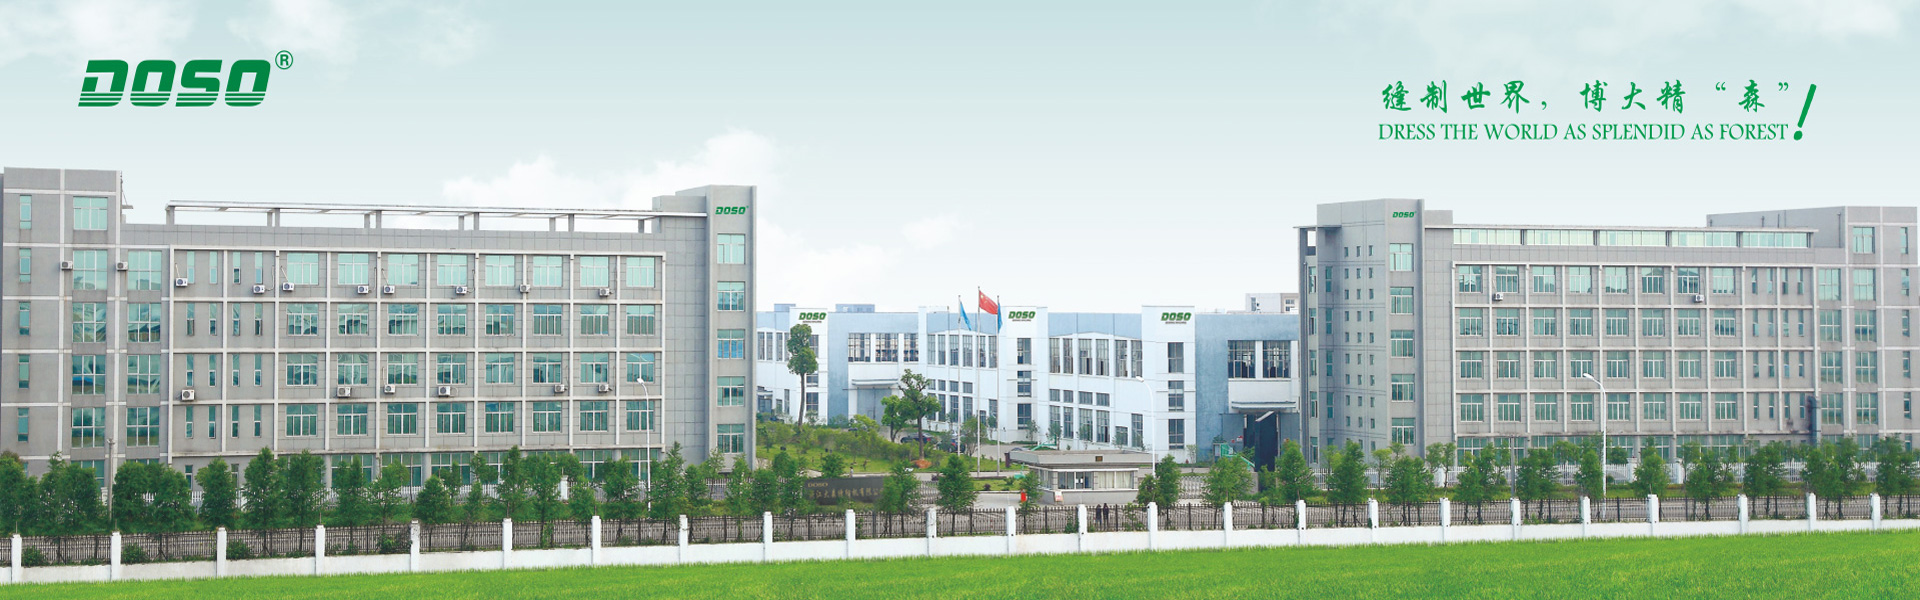 DOSO®
缝制世界，博大精“森”！
DRESS THE WORLD AS SPLENDID AS FOREST
DOSO
DOSO
DOSO
DOSO
DOSO